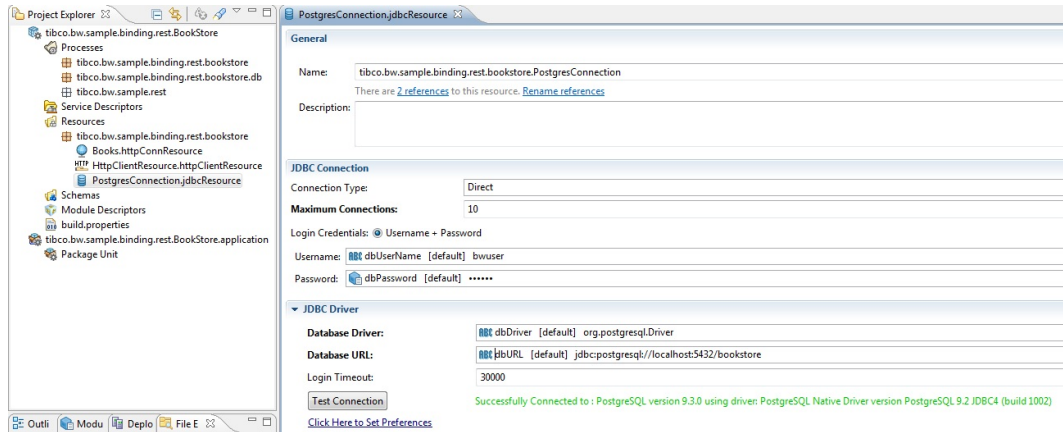 Project Explorer
tibco.bw.sample.binding.rest.BookStore
Processes
tibco.bw.sample.binding.rest.bookstore
tibco.bw.sample.binding.rest.bookstore.db
tibco.bw.sample.rest
Service Descriptors
Resources
tibco.bw.sample.binding.rest.bookstore
Books.httpConnResource
HTTP HttpClientResource.httpClientResource
PostgresConnection.jdbcResource
Schemas
Module Descriptors
build.properties
tibco.bw.sample.binding.rest.BookStore.application
Package Unit
Outli Modu Deplo File E
PostgresConnection.jdbcResource
General
Name: tibco.bw.sample.binding.rest.bookstore.PostgresConnection
There are 2 references to this resource. Rename references
Description:
JDBC Connection
Connection Type: Direct
Maximum Connections: 10
Login Credentials: Username + Password
Username: ABC dbUserName [default] bwuser
Password: dbPassword [default] ••••••
JDBC Driver
Database Driver: ABC dbDriver [default] org.postgresql.Driver
Database URL: ABC dbURL [default] jdbc:postgresql://localhost:5432/bookstore
Login Timeout: 30000
Test Connection Successfully Connected to : PostgreSQL version 9.3.0 using driver: PostgreSQL Native Driver version PostgreSQL 9.2 JDBC4 (build 1002)
Click Here to Set Preferences